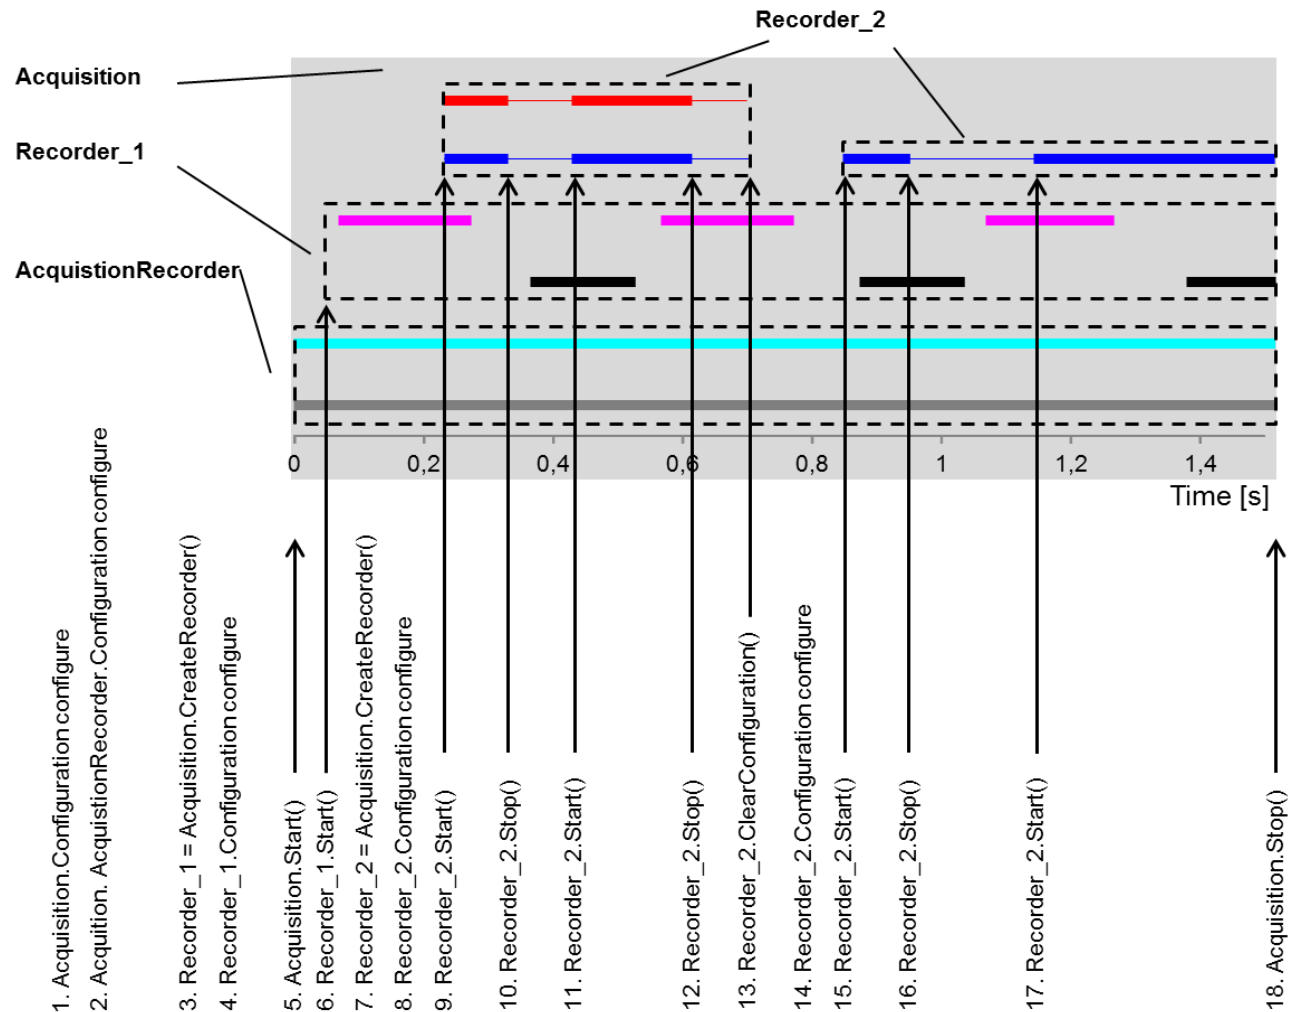 Recorder_2
Acquisition
Recorder_1
AcquistionRecorder
0
0,2
0,4
0,6
0,8
1
1,2
1,4
Time [s]
1. Acquisition.Configuration configure
2. Acquition. AcquistionRecorder.Configuration configure
3. Recorder_1 = Acquisition.CreateRecorder()
4. Recorder_1.Configuration configure
5. Acquisition.Start()
6. Recorder_1.Start()
7. Recorder_2 = Acquisition.CreateRecorder()
8. Recorder_2.Configuration configure
9. Recorder_2.Start()
10. Recorder_2.Stop()
11. Recorder_2.Start()
12. Recorder_2.Stop()
13. Recorder_2.ClearConfiguration()
14. Recorder_2.Configuration configure
15. Recorder_2.Start()
16. Recorder_2.Stop()
17. Recorder_2.Start()
18. Acquisition.Stop()